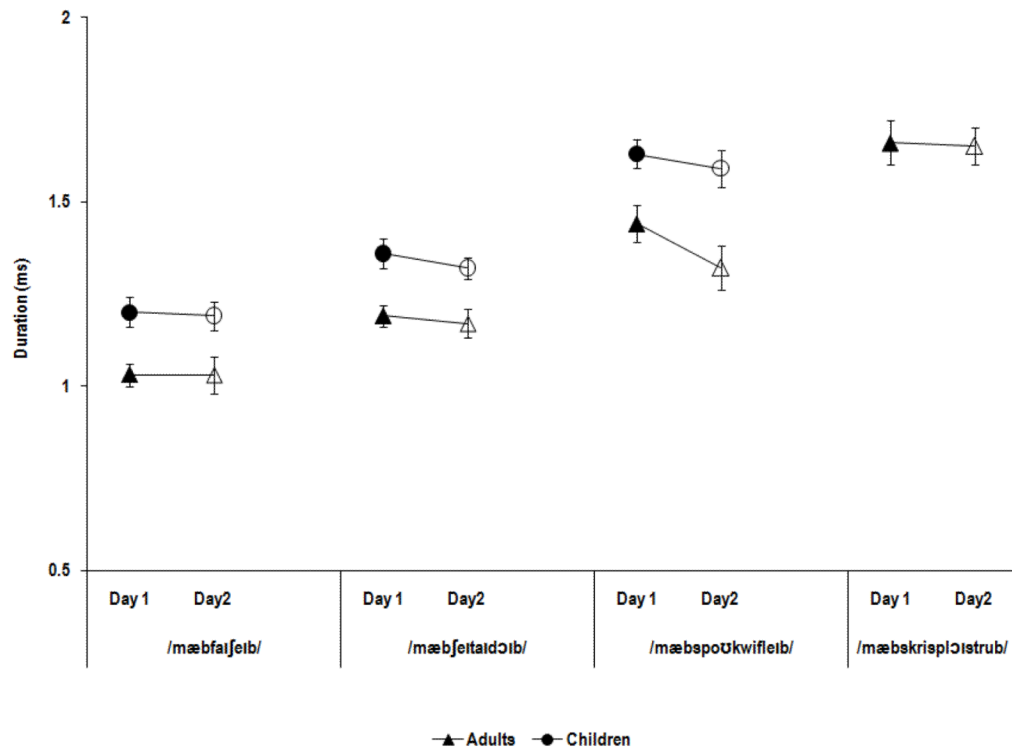 2
1.5
1
0.5
Duration (ms)
Day 1 Day2 Day 1 Day2 Day 1 Day2 Day 1 Day2
/mæbfaɪʃeɪb/ /mæbʃeɪtaɪdɔɪb/ /mæbspoʊkwifleɪb/ /mæbskrisplɔɪstrub/
Adults Children